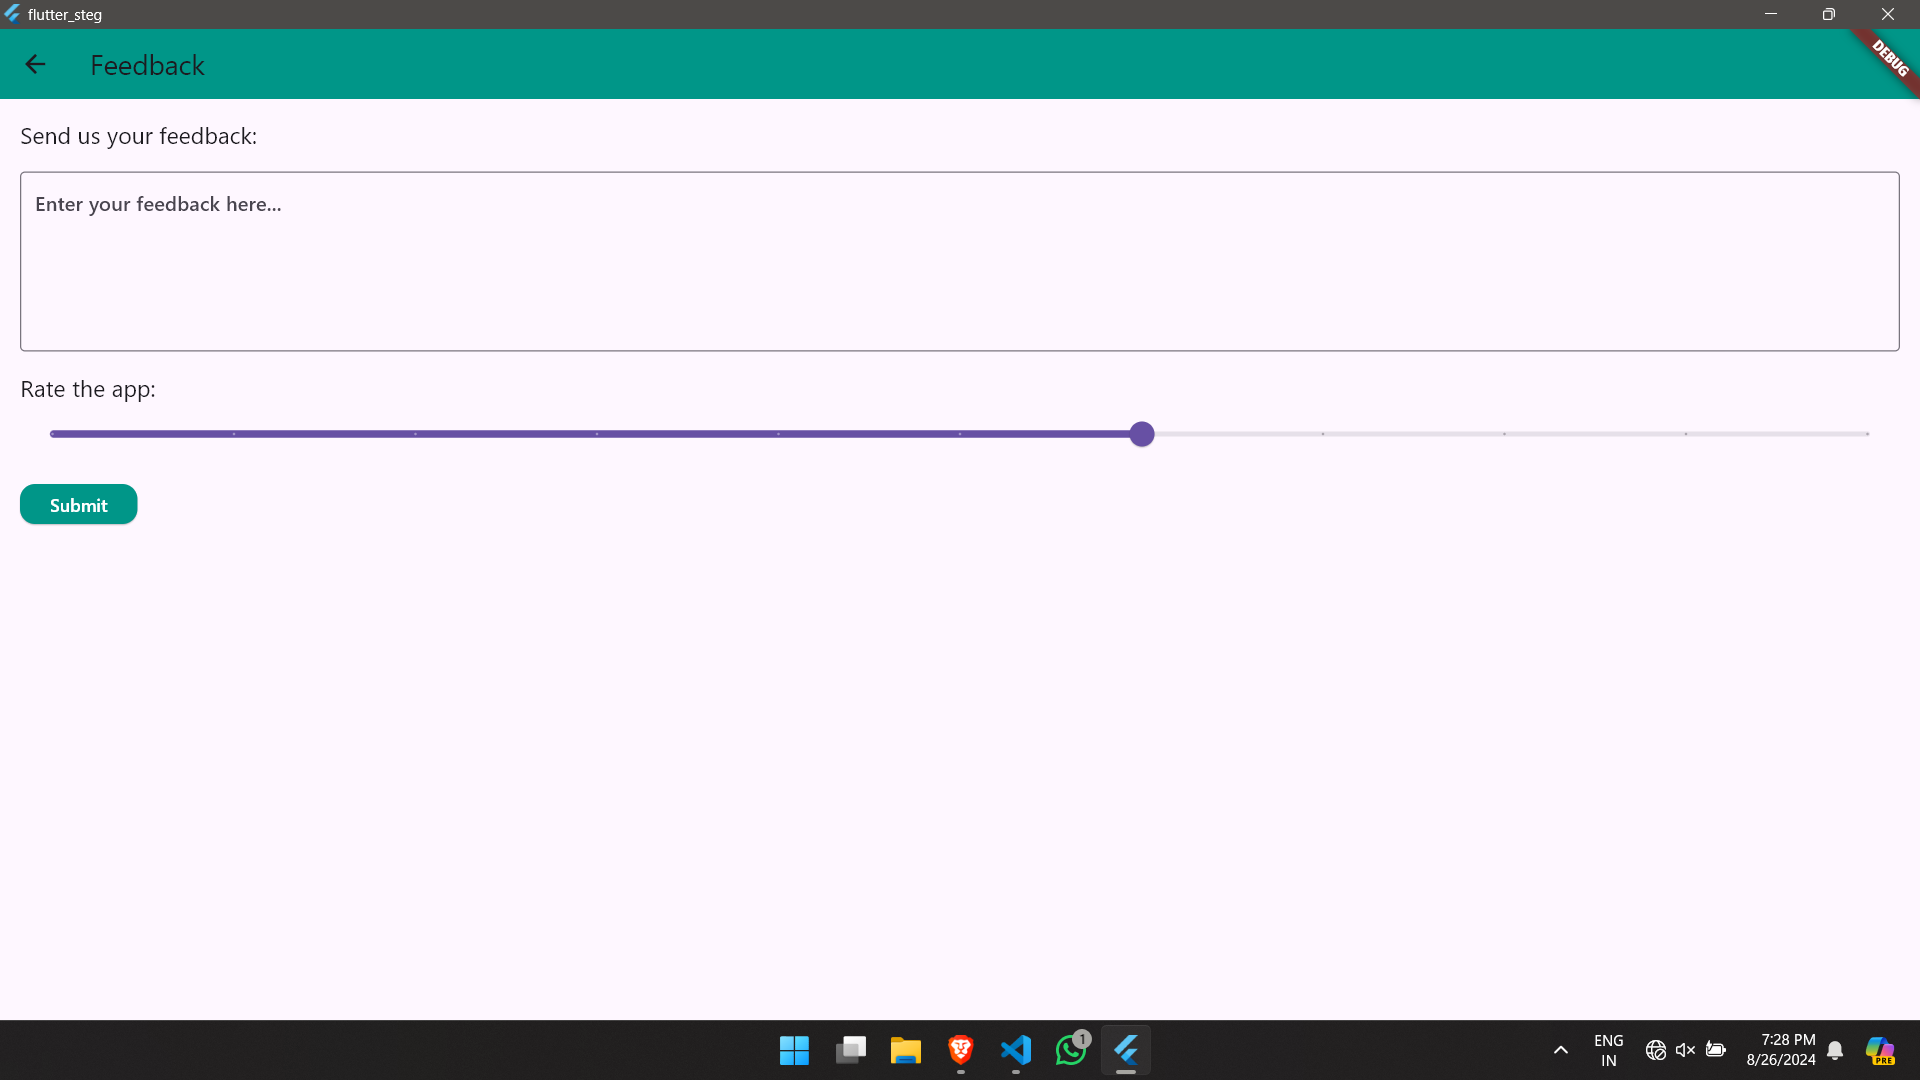 flutter_steg
Feedback
DEBUG
Send us your feedback:
Enter your feedback here...
Rate the app:
Submit
1
ENG
IN
7:28 PM
8/26/2024
PRE